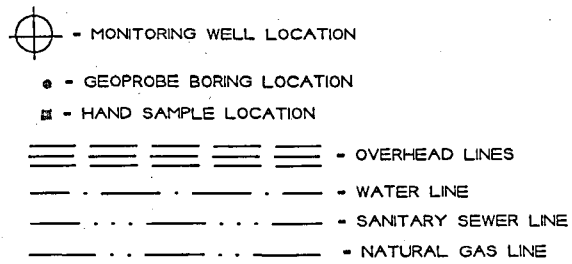 - MONITORING WELL LOCATION
- GEOPROBE BORING LOCATION
- HAND SAMPLE LOCATION
- OVERHEAD LINES
- WATER LINE
- SANITARY SEWER LINE
- NATURAL GAS LINE